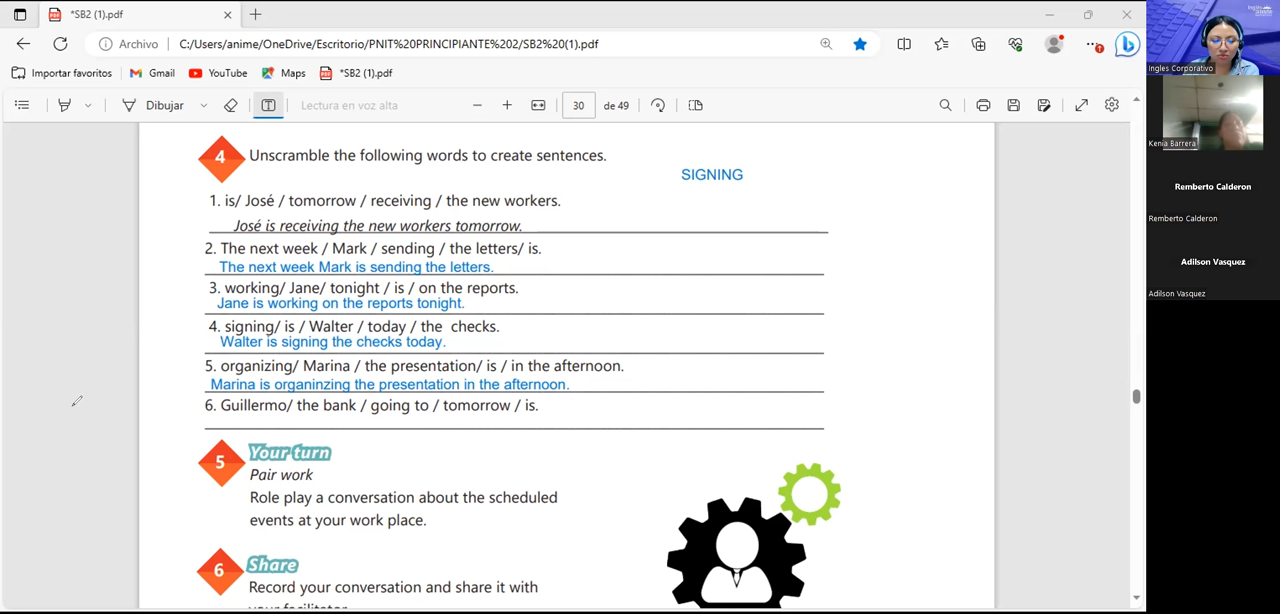 *SB2 (1).pdf
Archivo C:/Users/anime/OneDrive/Escritorio/PNIT%20PRINCIPIANTE%202/SB2%20(1).pdf
Importar favoritos Gmail YouTube Maps *SB2 (1).pdf
Dibujar Lectura en voz alta 30 de 49
4 Unscramble the following words to create sentences.
SIGNING
1. is/ José / tomorrow / receiving / the new workers.
José is receiving the new workers tomorrow.
2. The next week / Mark / sending / the letters/ is.
The next week Mark is sending the letters.
3. working/ Jane/ tonight / is / on the reports.
Jane is working on the reports tonight.
4. signing/ is / Walter / today / the checks.
Walter is signing the checks today.
5. organizing/ Marina / the presentation/ is / in the afternoon.
Marina is organinzing the presentation in the afternoon.
6. Guillermo/ the bank / going to / tomorrow / is.
5 Your turn
Pair work
Role play a conversation about the scheduled
events at your work place.
6 Share
Record your conversation and share it with
your facilitator
Ingles Corporativo
Kenia Barrera
Remberto Calderon
Remberto Calderon
Adilson Vasquez
Adilson Vasquez